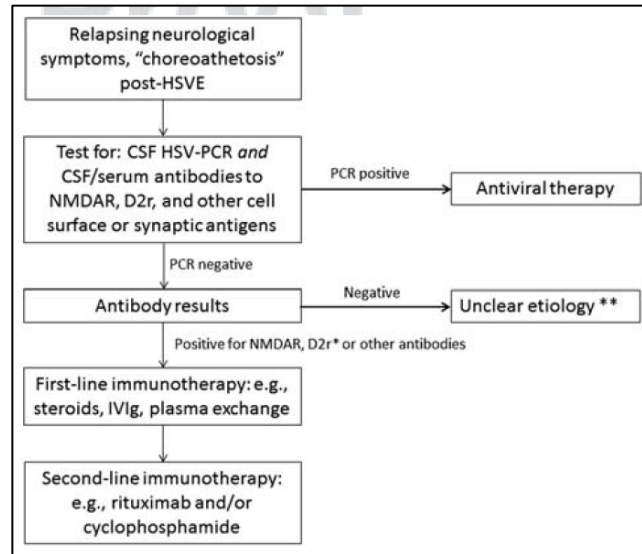 Relapsing neurological
symptoms, “choreoathetosis”
post-HSVE
Test for: CSF HSV-PCR and
CSF/serum antibodies to
NMDAR, D2r, and other cell
surface or synaptic antigens
PCR positive
Antiviral therapy
PCR negative
Antibody results
Negative
Unclear etiology **
Positive for NMDAR, D2r* or other antibodies
First-line immunotherapy: e.g.,
steroids, IVIg, plasma exchange
Second-line immunotherapy:
e.g., rituximab and/or
cyclophosphamide